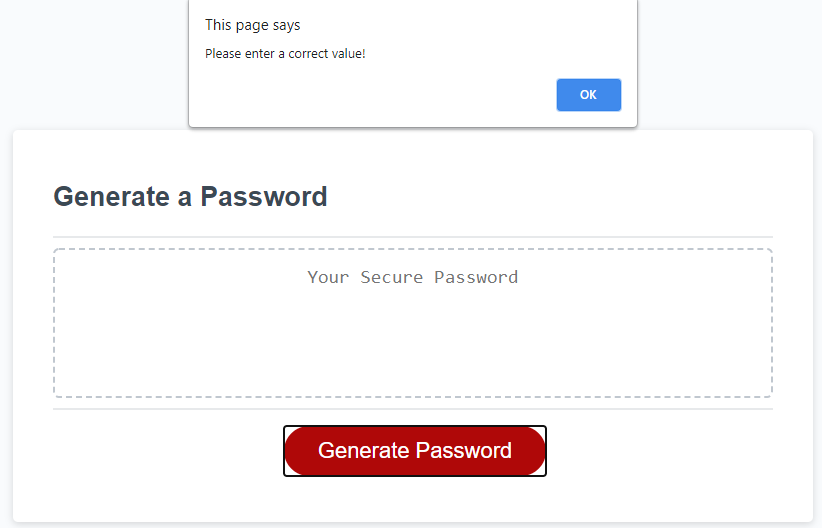 This page says
Please enter a correct value!
OK
Generate a Password
Your Secure Password
Generate Password